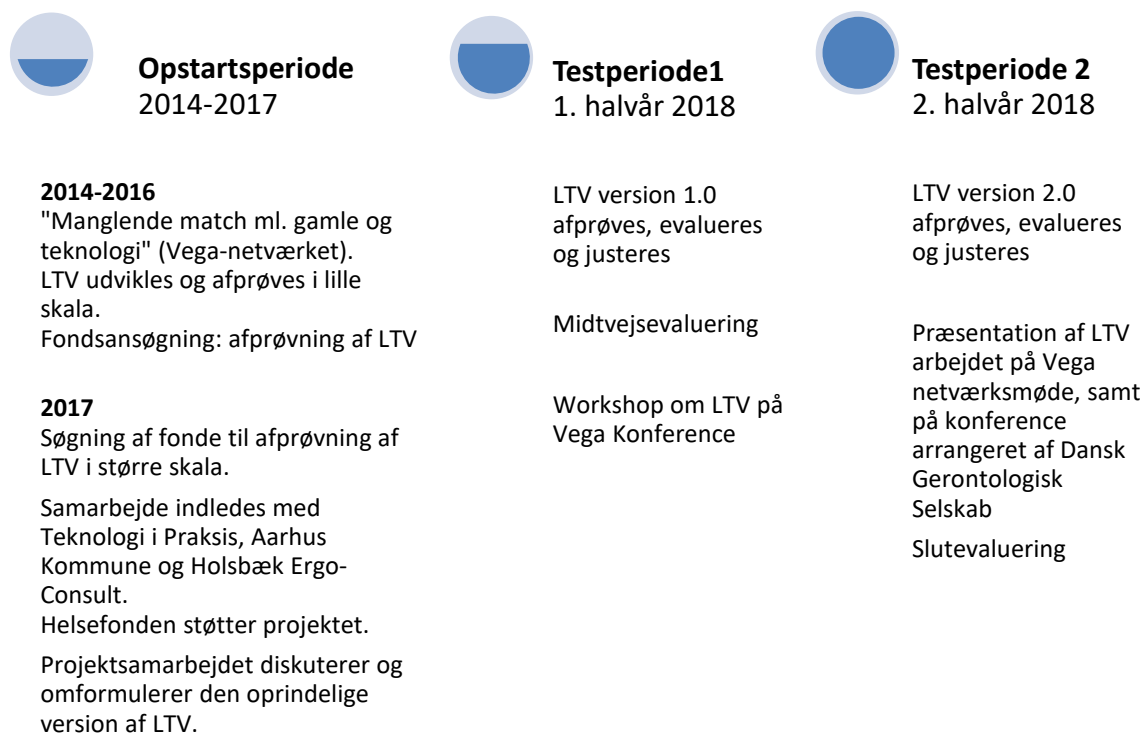 Opstartsperiode
2014-2017
2014-2016
"Manglende match ml. gamle og
teknologi" (Vega-netværket).
LTV udvikles og afprøves i lille
skala.
Fondsansøgning: afprøvning af LTV
2017
Søgning af fonde til afprøvning af
LTV i større skala.
Samarbejde indledes med
Teknologi i Praksis, Aarhus
Kommune og Holsbæk Ergo-
Consult.
Helsefonden støtter projektet.
Projektsamarbejdet diskuterer og
omformulerer den oprindelige
version af LTV.
Testperiode1
1. halvår 2018
LTV version 1.0
afprøves, evalueres
og justeres
Midtvejsevaluering
Workshop om LTV på
Vega Konference
Testperiode 2
2. halvår 2018
LTV version 2.0
afprøves, evalueres
og justeres
Præsentation af LTV
arbejdet på Vega
netværksmøde, samt
på konference
arrangeret af Dansk
Gerontologisk
Selskab
Slutevaluering